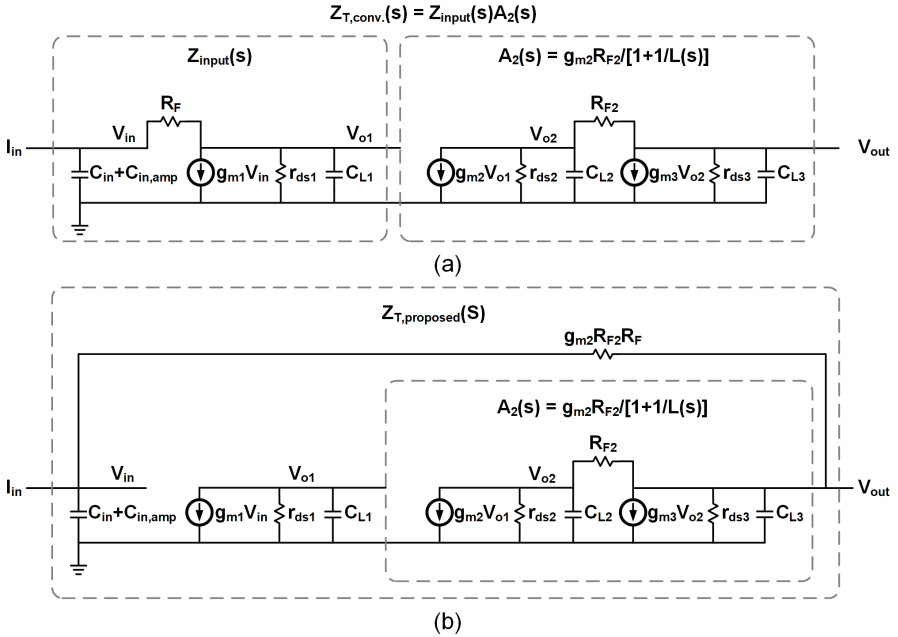 Z_T,conv.(s) = Z_input(s)A_2(s)
Z_input(s)
A_2(s) = g_m2R_F2/[1+1/L(s)]
R_F
R_F2
I_in
V_in
V_o1
V_o2
V_out
C_in+C_in,amp
g_m1V_in
r_ds1
C_L1
g_m2V_o1
r_ds2
C_L2
g_m3V_o2
r_ds3
C_L3
(a)
Z_T,proposed(S)
g_m2R_F2R_F
A_2(s) = g_m2R_F2/[1+1/L(s)]
R_F2
I_in
V_in
V_o1
V_o2
V_out
C_in+C_in,amp
g_m1V_in
r_ds1
C_L1
g_m2V_o1
r_ds2
C_L2
g_m3V_o2
r_ds3
C_L3
(b)